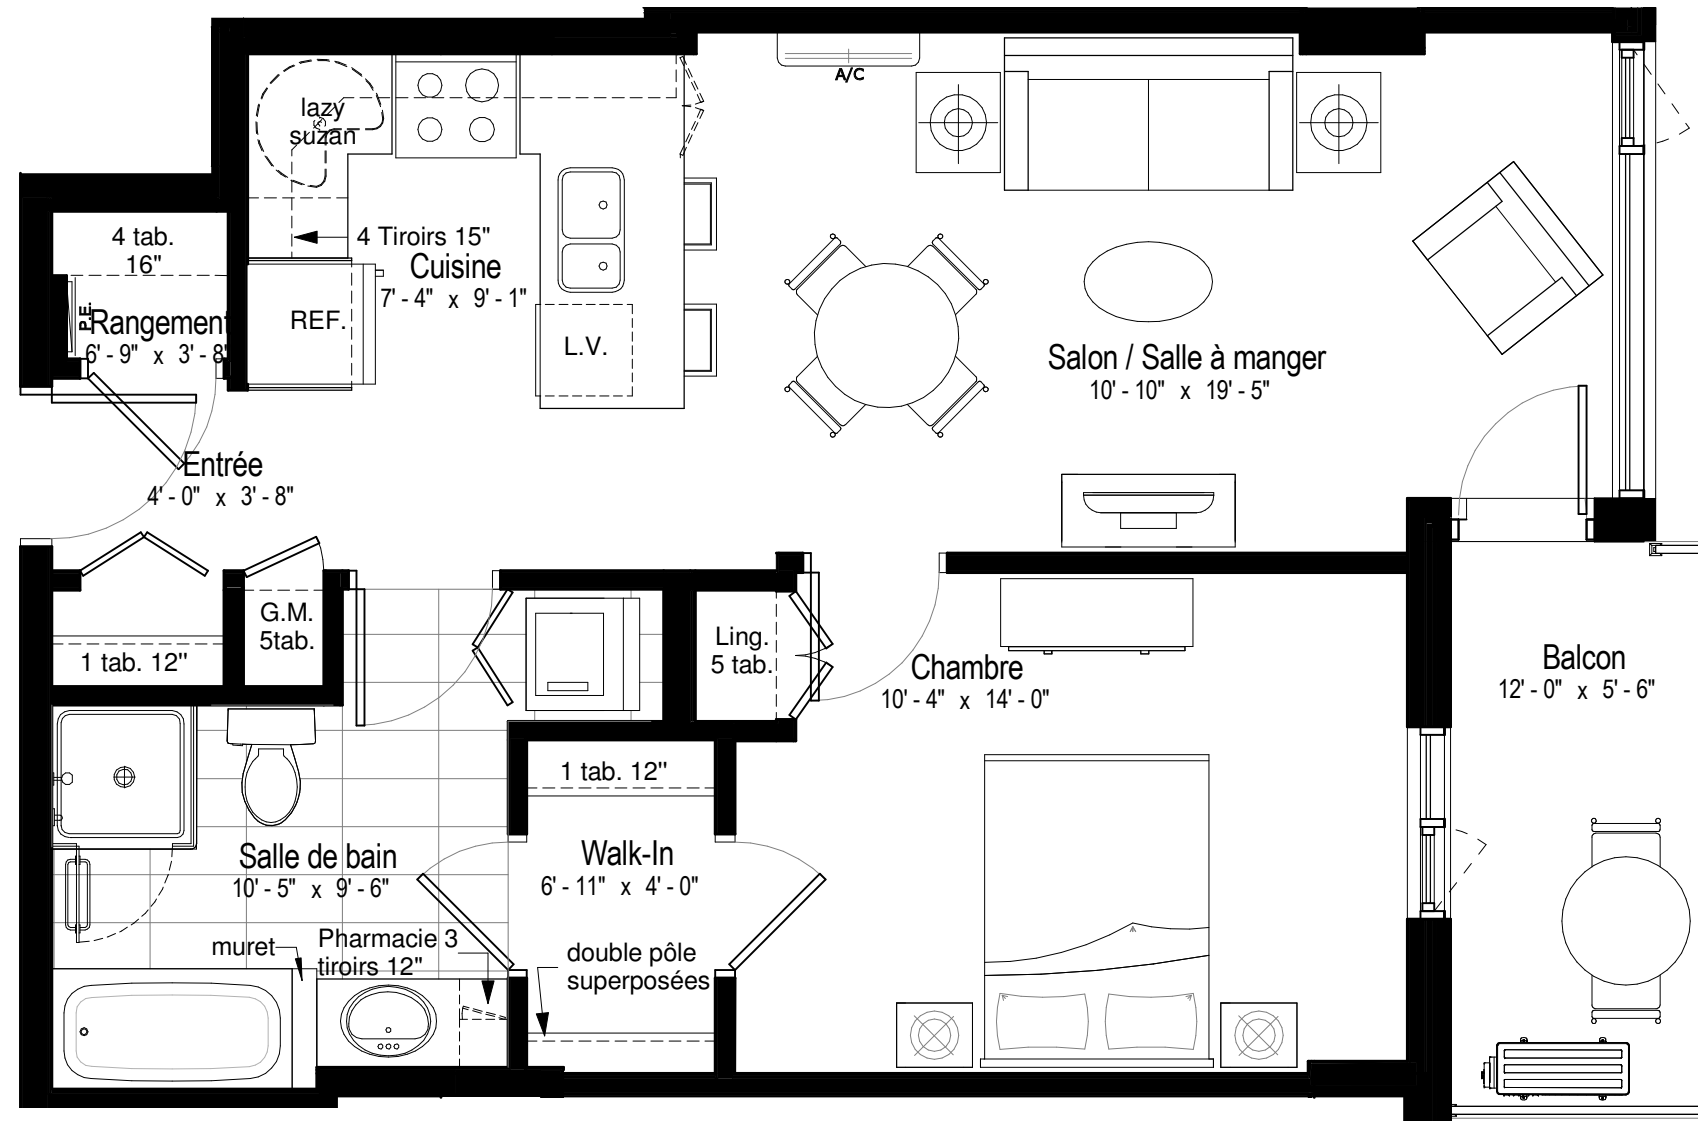 A/C
lazy
suzan
4 tab.
16"
4 Tiroirs 15"
Cuisine
7' - 4" x 9' - 1"
P.E.
Rangement
6' - 9" x 3' - 8"
REF.
L.V.
Salon / Salle à manger
10' - 10" x 19' - 5"
Entrée
4' - 0" x 3' - 8"
G.M.
5tab.
1 tab. 12"
Ling.
5 tab.
Chambre
10' - 4" x 14' - 0"
Balcon
12' - 0" x 5' - 6"
1 tab. 12"
Salle de bain
10' - 5" x 9' - 6"
Walk-In
6' - 11" x 4' - 0"
muret
Pharmacie 3
tiroirs 12"
double pôle
superposées